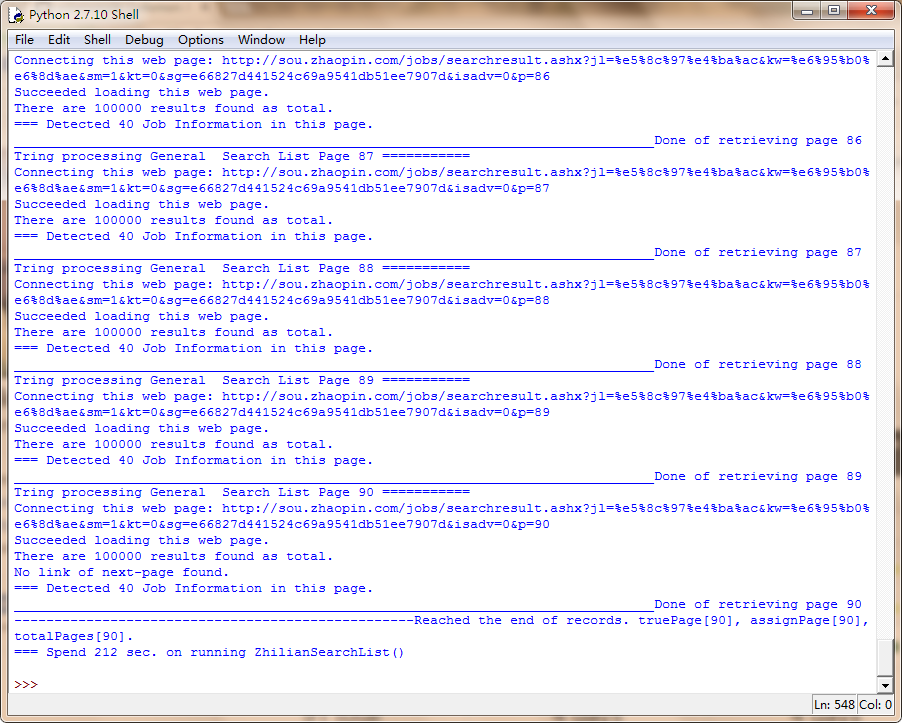 Python 2.7.10 Shell
File Edit Shell Debug Options Window Help
Connecting this web page: http://sou.zhaopin.com/jobs/searchresult.ashx?jl=%e5%8c%97%e4%ba%ac&kw=%e6%95%b0%
e6%8d%ae&sm=1&kt=0&sg=e66827d441524c69a9541db51ee7907d&isadv=0&p=86
Succeeded loading this web page.
There are 100000 results found as total.
=== Detected 40 Job Information in this page.
________________________________________________________________________________Done of retrieving page 86
Tring processing General  Search List Page 87 ===========
Connecting this web page: http://sou.zhaopin.com/jobs/searchresult.ashx?jl=%e5%8c%97%e4%ba%ac&kw=%e6%95%b0%
e6%8d%ae&sm=1&kt=0&sg=e66827d441524c69a9541db51ee7907d&isadv=0&p=87
Succeeded loading this web page.
There are 100000 results found as total.
=== Detected 40 Job Information in this page.
________________________________________________________________________________Done of retrieving page 87
Tring processing General  Search List Page 88 ===========
Connecting this web page: http://sou.zhaopin.com/jobs/searchresult.ashx?jl=%e5%8c%97%e4%ba%ac&kw=%e6%95%b0%
e6%8d%ae&sm=1&kt=0&sg=e66827d441524c69a9541db51ee7907d&isadv=0&p=88
Succeeded loading this web page.
There are 100000 results found as total.
=== Detected 40 Job Information in this page.
________________________________________________________________________________Done of retrieving page 88
Tring processing General  Search List Page 89 ===========
Connecting this web page: http://sou.zhaopin.com/jobs/searchresult.ashx?jl=%e5%8c%97%e4%ba%ac&kw=%e6%95%b0%
e6%8d%ae&sm=1&kt=0&sg=e66827d441524c69a9541db51ee7907d&isadv=0&p=89
Succeeded loading this web page.
There are 100000 results found as total.
=== Detected 40 Job Information in this page.
________________________________________________________________________________Done of retrieving page 89
Tring processing General  Search List Page 90 ===========
Connecting this web page: http://sou.zhaopin.com/jobs/searchresult.ashx?jl=%e5%8c%97%e4%ba%ac&kw=%e6%95%b0%
e6%8d%ae&sm=1&kt=0&sg=e66827d441524c69a9541db51ee7907d&isadv=0&p=90
Succeeded loading this web page.
There are 100000 results found as total.
No link of next-page found.
=== Detected 40 Job Information in this page.
________________________________________________________________________________Done of retrieving page 90
--------------------------------------------------Reached the end of records. truePage[90], assignPage[90],
totalPages[90].
=== Spend 212 sec. on running ZhilianSearchList()
>>>
Ln: 548 Col: 0